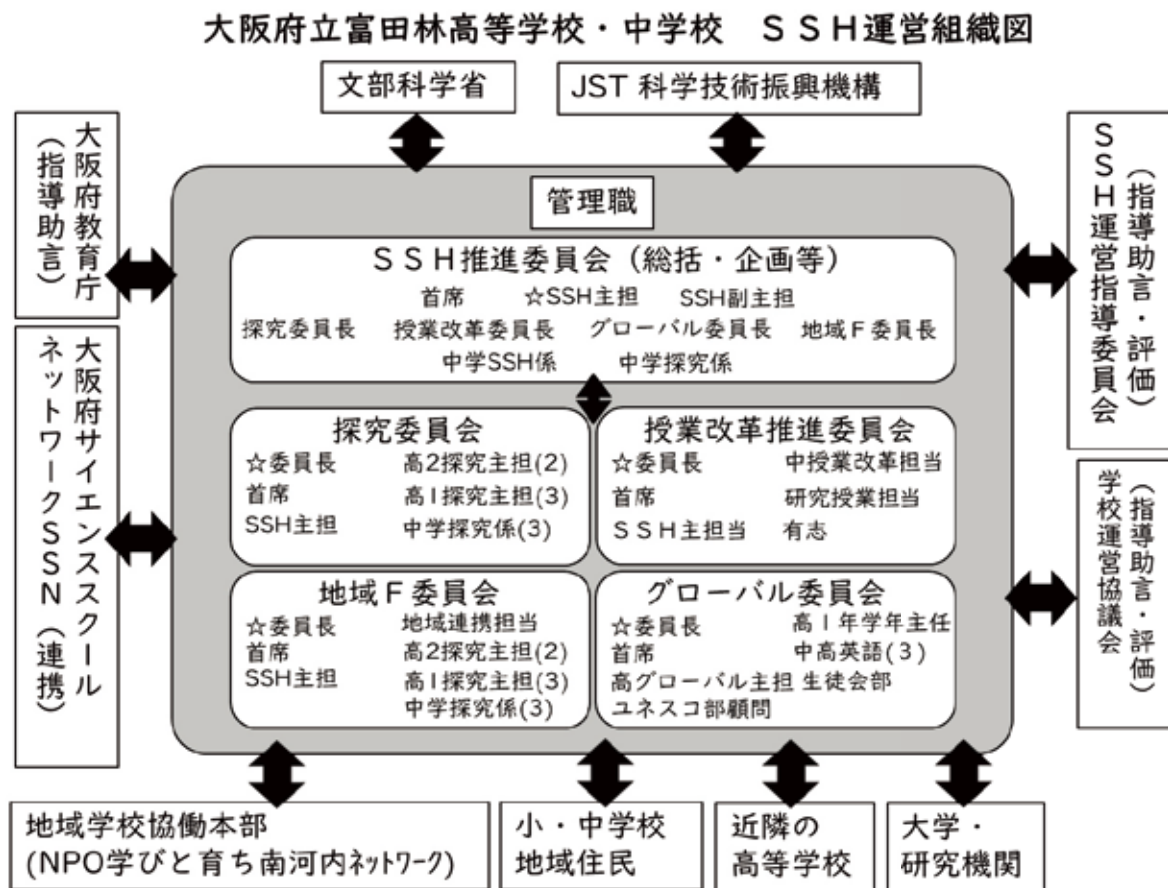 大阪府立富田林高等学校・中学校　ＳＳＨ運営組織図
文部科学省
JST 科学技術振興機構
大阪府教育庁
（指導助言）
（指導助言・評価）
ＳＳＨ運営指導委員会
管理職
ＳＳＨ推進委員会（総括・企画等）
首席　☆SSH主担　SSH副主担
探究委員長　授業改革委員長　グローバル委員長　地域Ｆ委員長
中学SSH係　中学探究係
大阪府サイエンススクール
ネットワークＳＳＮ（連携）
探究委員会
☆委員長　高2探究主担(2)
首席　高1探究主担(3)
SSH主担　中学探究係(3)
授業改革推進委員会
☆委員長　中授業改革担当
首席　研究授業担当
ＳＳＨ主担当　有志
（指導助言・評価）
学校運営協議会
地域Ｆ委員会
☆委員長　地域連携担当
首席　高2探究主担(2)
SSH主担　高1探究主担(3)
中学探究係(3)
グローバル委員会
☆委員長　高１年学年主任
首席　中高英語(３)
高グローバル主担　生徒会部
ユネスコ部顧問
地域学校協働本部
(NPO学びと育ち南河内ﾈｯﾄﾜｰｸ)
小・中学校
地域住民
近隣の
高等学校
大学・
研究機関